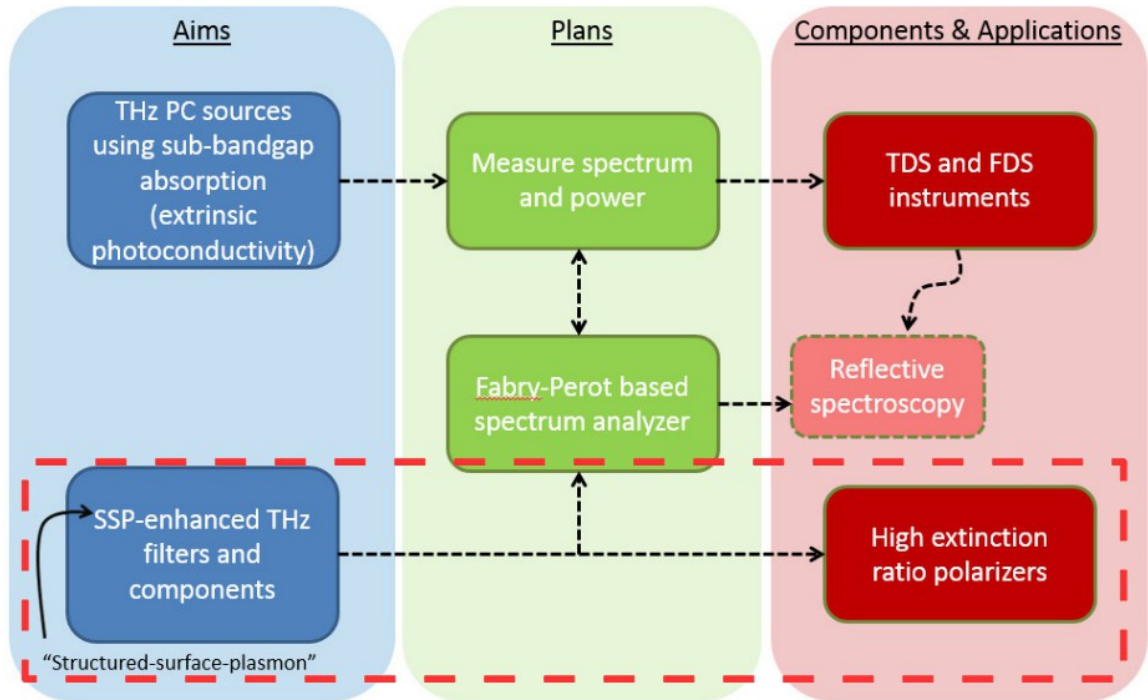 Aims
Plans
Components & Applications
THz PC sources
using sub-bandgap
absorption
(extrinsic
photoconductivity)
Measure spectrum
and power
TDS and FDS
instruments
Fabry-Perot based
spectrum analyzer
Reflective
spectroscopy
SSP-enhanced THz
filters and
components
High extinction
ratio polarizers
“Structured-surface-plasmon”